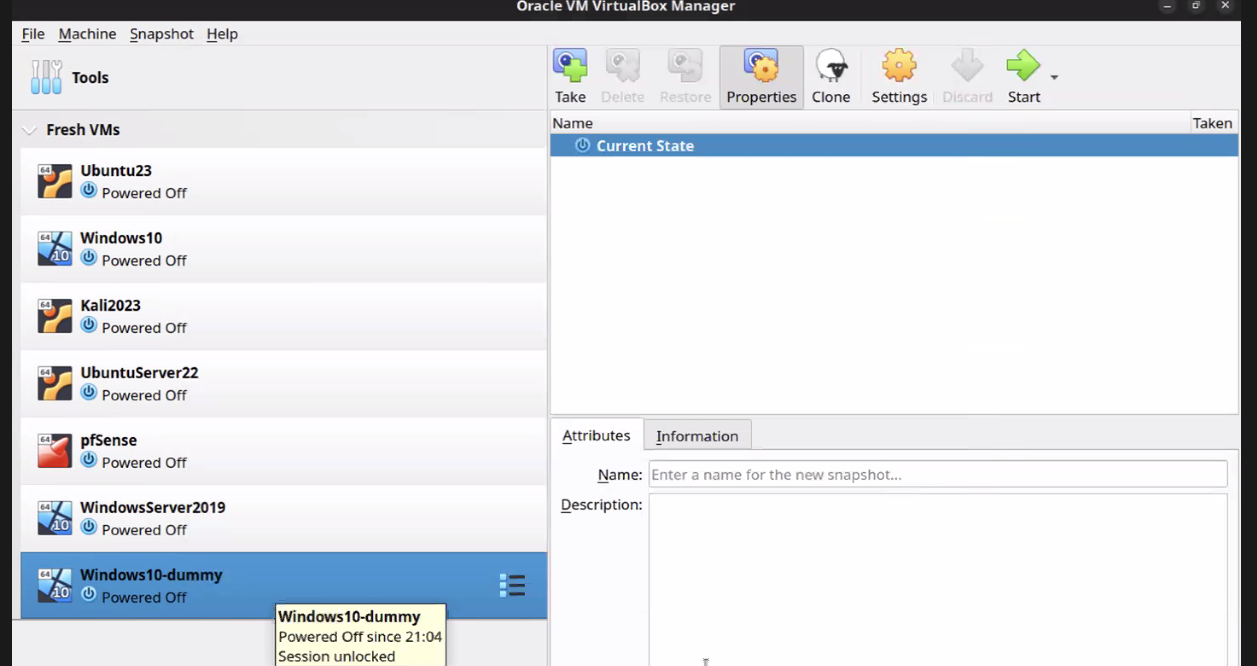 Oracle VM VirtualBox Manager
File Machine Snapshot Help
Tools
Take Delete Restore Properties Clone Settings Discard Start
Fresh VMs
64
Ubuntu23
Powered Off
64
10
Windows10
Powered Off
64
Kali2023
Powered Off
64
UbuntuServer22
Powered Off
64
pfSense
Powered Off
64
10
WindowsServer2019
Powered Off
64
10
Windows10-dummy
Powered Off
Windows10-dummy
Powered Off since 21:04
Session unlocked
Name Taken
Current State
Attributes Information
Name: Enter a name for the new snapshot...
Description: